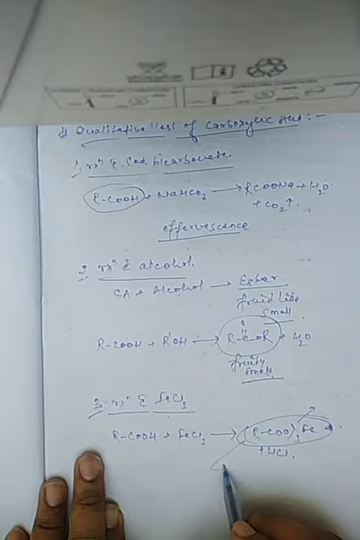 # Qualitative test of Carboxylic Acid:-
1. rxn c̄ Sod bicarbonate
R-COOH + NaHCO3 → RCOONa + H2O
+ CO2 ↑.
effervescence
2. rxn c̄ alcohol
CA + Alcohol → Ester
fruit like
smell
O
R-COOH + R'OH → R-C-OR + H2O
fruity
smell
3. rxn c̄ FeCl3
R-COOH + FeCl3 → (R-COO)3 Fe
+ HCl.